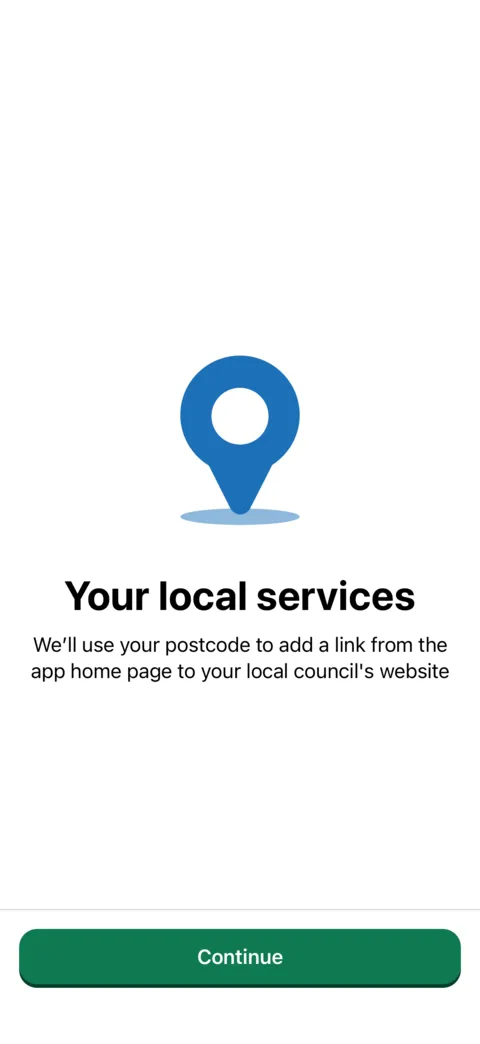 Your local services
We’ll use your postcode to add a link from the
app home page to your local council's website
Continue